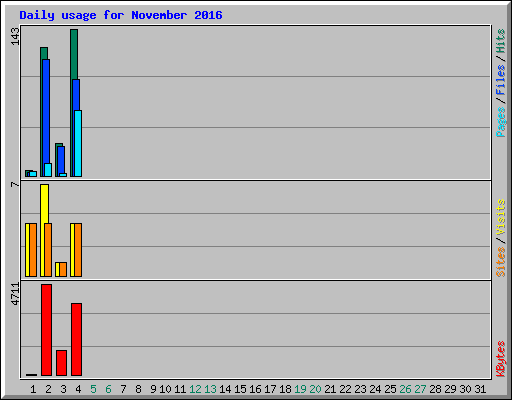 Daily usage for November 2016
143
7
4711
Pages/Files/Hits
Sites/Visits
KBytes
1 2 3 4 5 6 7 8 9 10 11 12 13 14 15 16 17 18 19 20 21 22 23 24 25 26 27 28 29 30 31